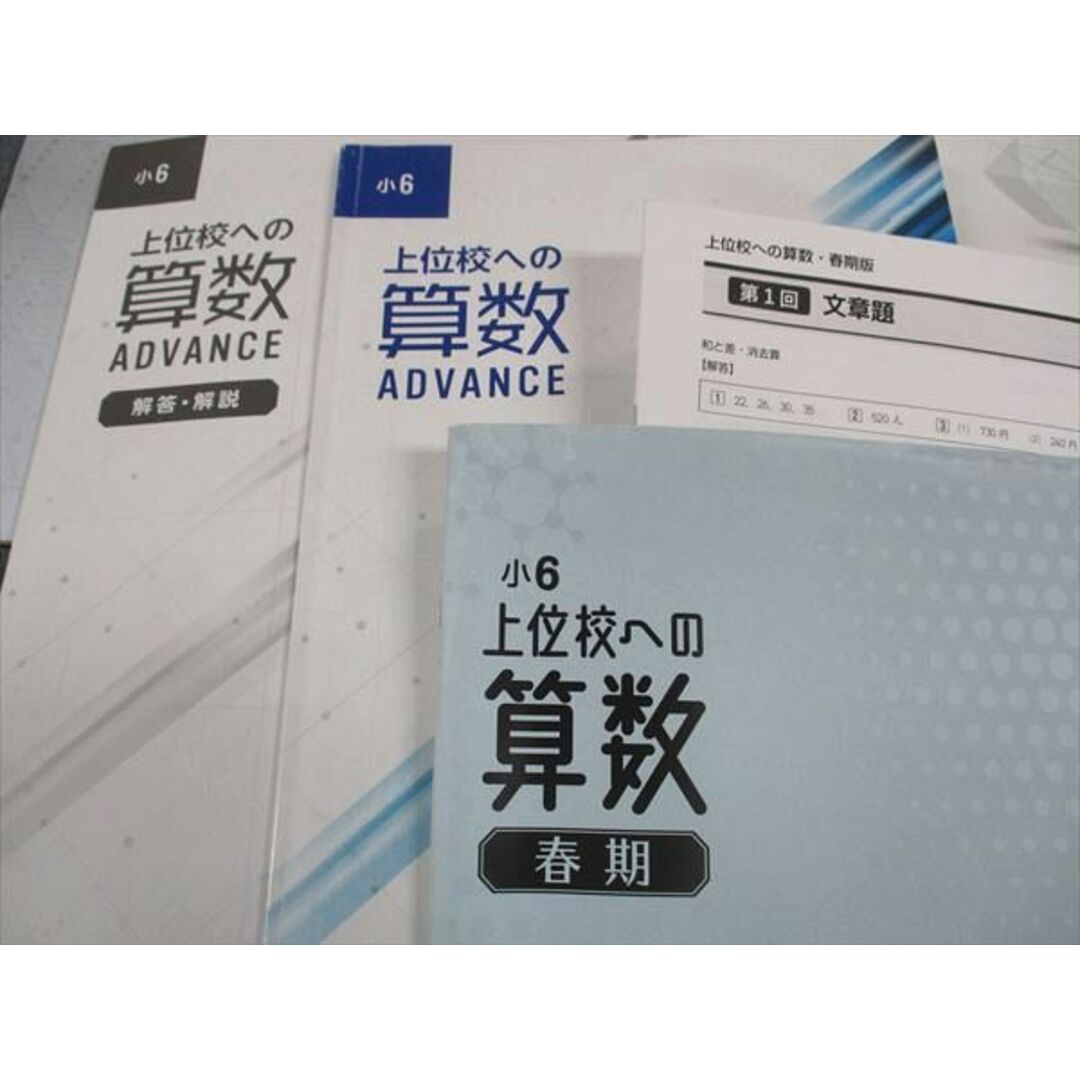 小6
上位校への
算数
ADVANCE
解答・解説
小6
上位校への
算数
ADVANCE
上位校への算数・春期版
第1回 文章題
和と差・消去算
【解答】
1 22, 26, 30, 35 2 520人 3 (1) 730円 (2) 240円
小6
上位校への
算数
春期